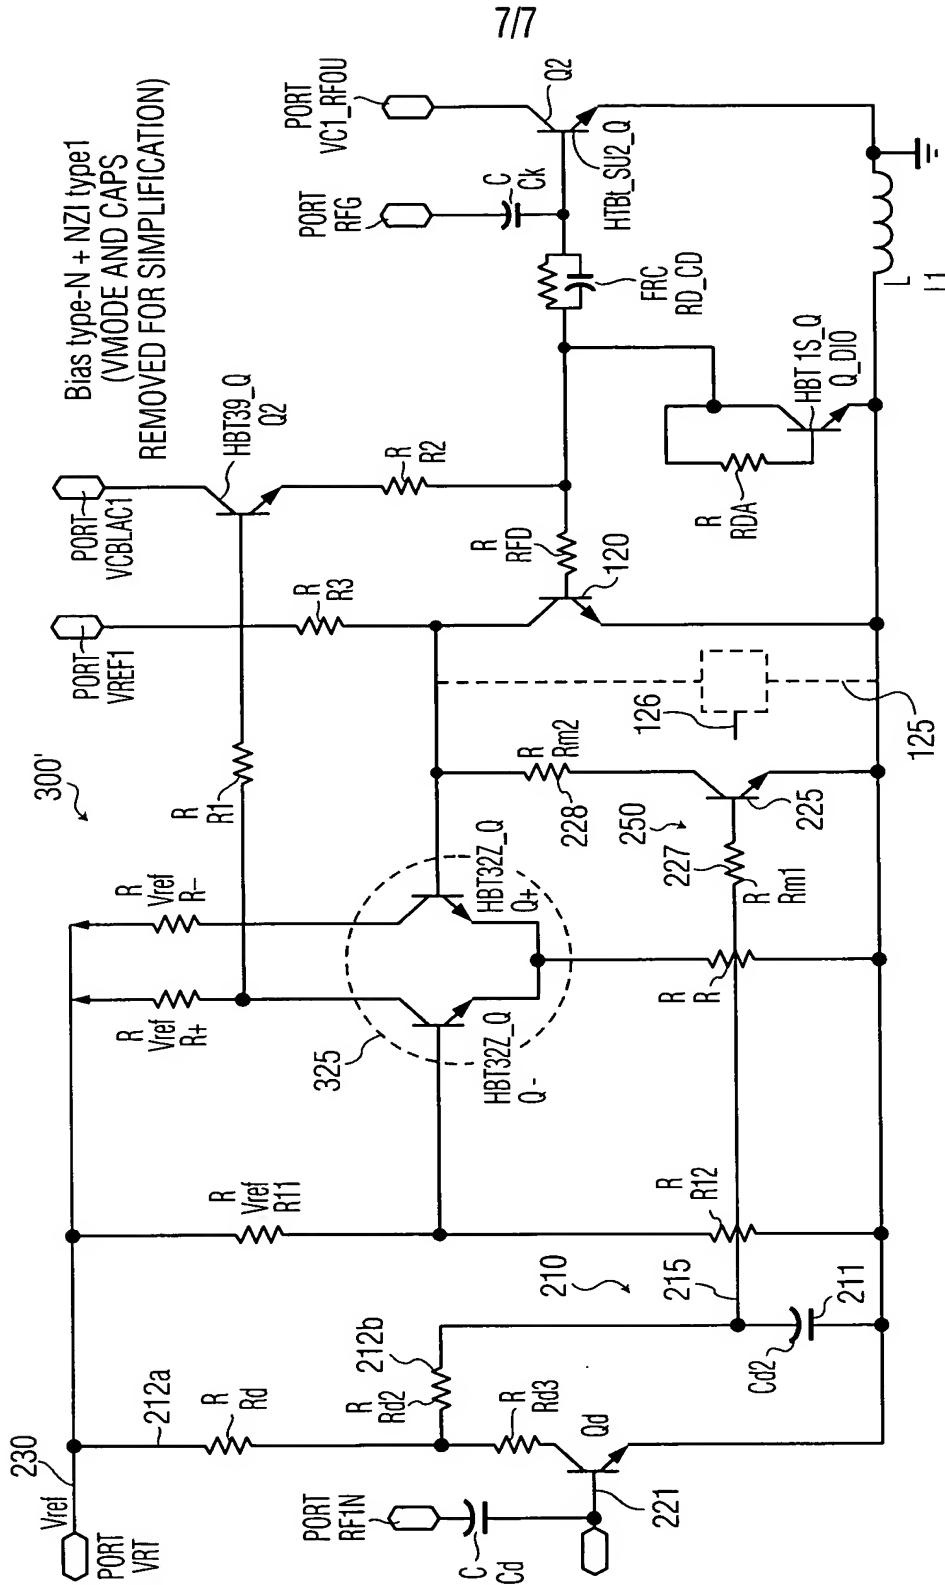 7/7
Bias type-N + NZI type1
(VMODE AND CAPS
REMOVED FOR SIMPLIFICATION)
300'
PORT
VREF1
PORT
VCBLAC1
HBT39_Q
Q2
PORT
RFG
PORT
VC1_RFOU
Q2
HTBt_SU2_Q
C
Ck
FRC
RD_CD
R
R2
R
R3
R
R1
R
RFD
120
HBT 1S_Q
Q_DIO
R
RDA
L
L1
125
126
R
Rm2
228
250
225
227
R
Rm1
R
Vref
R-
R
Vref
R+
325
HBT32Z_Q
Q+
HBT32Z_Q
Q-
R
R
R
Vref
R11
R
R12
210
215
211
Cd2
212b
R
Rd2
R
Rd3
Qd
221
212a
R
Rd
230
Vref
PORT
VRT
PORT
RF1N
C
Cd